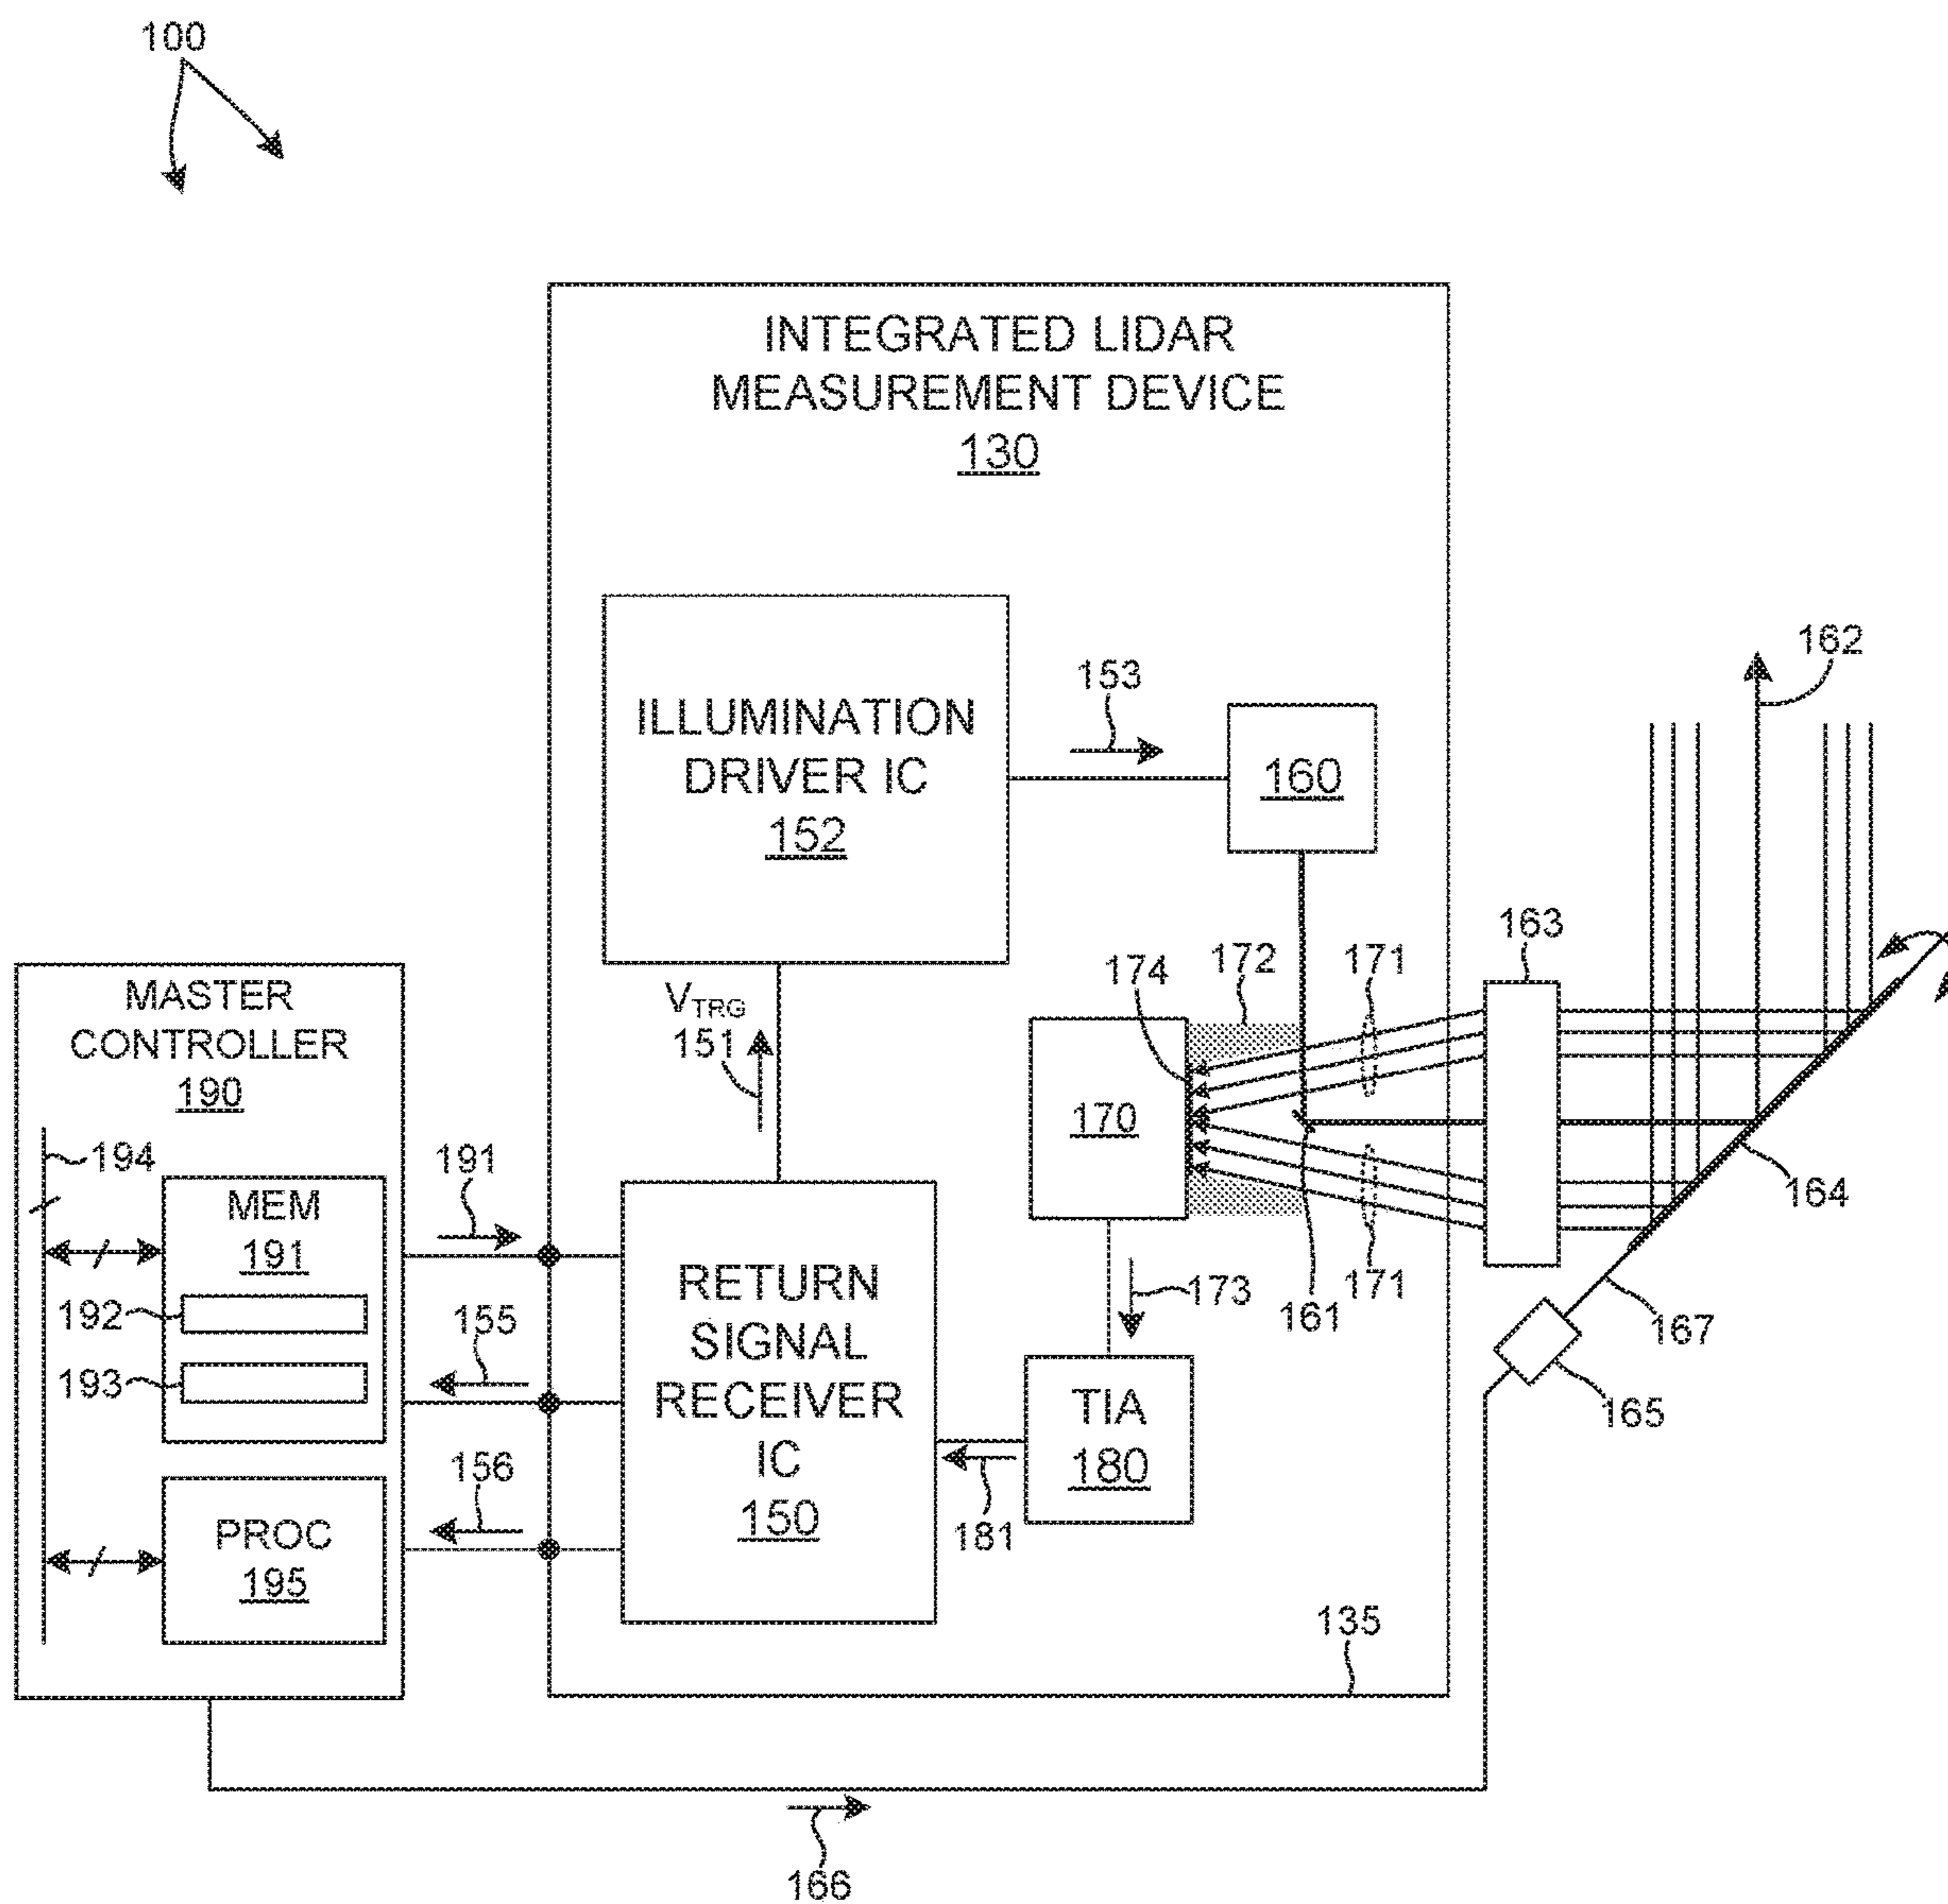 100
INTEGRATED LIDAR
MEASUREMENT DEVICE
130
ILLUMINATION
DRIVER IC
152
153
160
162
163
MASTER
CONTROLLER
190
V_TRG
151
174
172
171
170
164
194
MEM
191
192
193
191
155
156
RETURN
SIGNAL
RECEIVER
IC
150
173
161
171
167
165
TIA
180
181
PROC
195
135
166